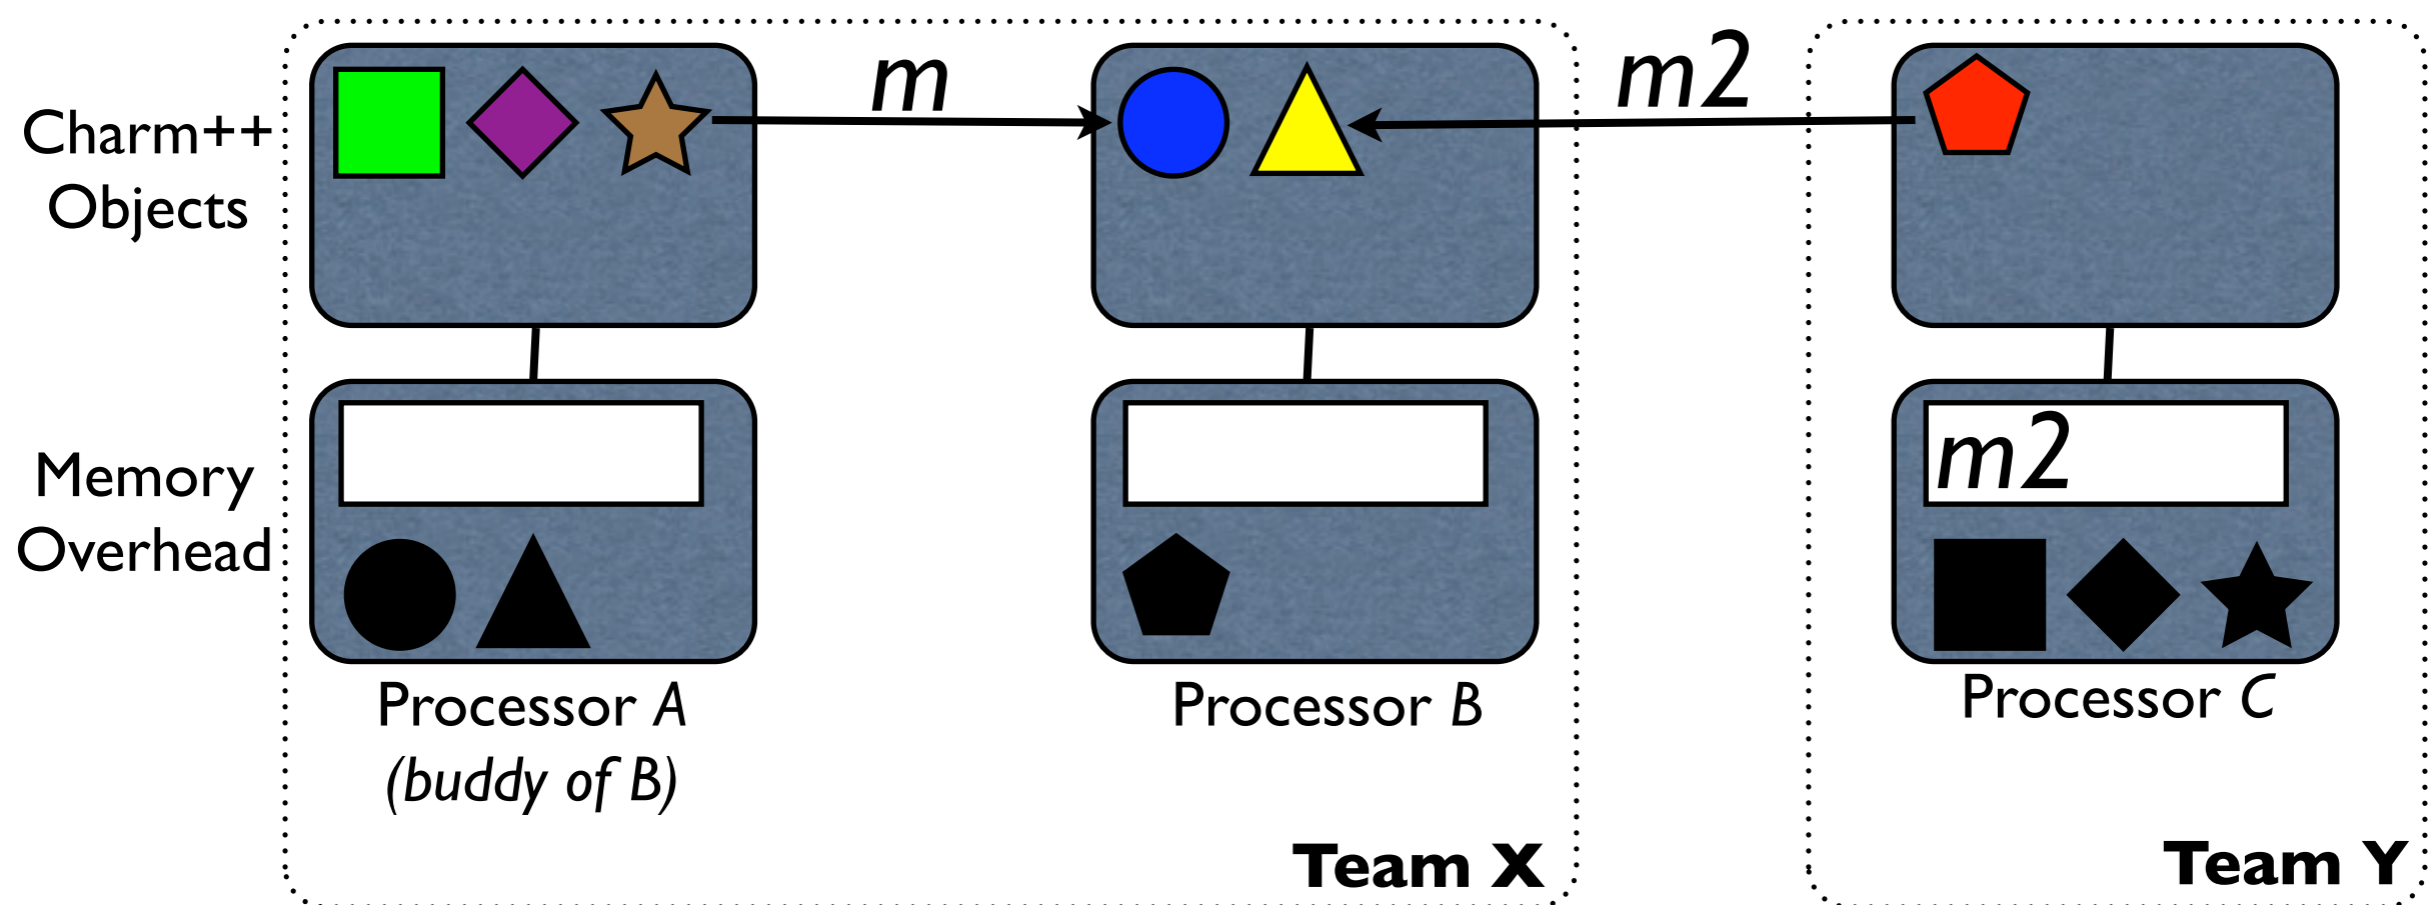 m
m2
Charm++
Objects
m2
Memory
Overhead
Processor A
(buddy of B)
Processor B
Processor C
Team X
Team Y